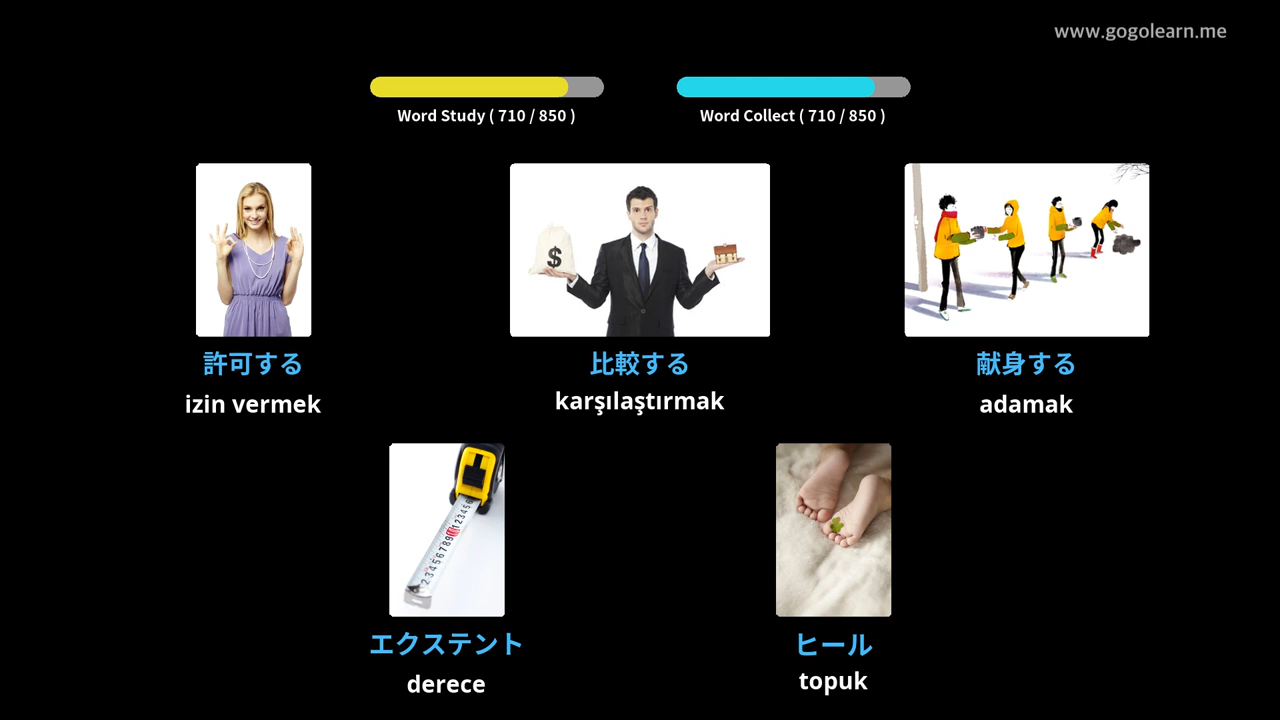 www.gogolearn.me
Word Study ( 710 / 850 )
Word Collect ( 710 / 850 )
$
許可する
izin vermek
比較する
karşılaştırmak
献身する
adamak
エクステント
derece
ヒール
topuk